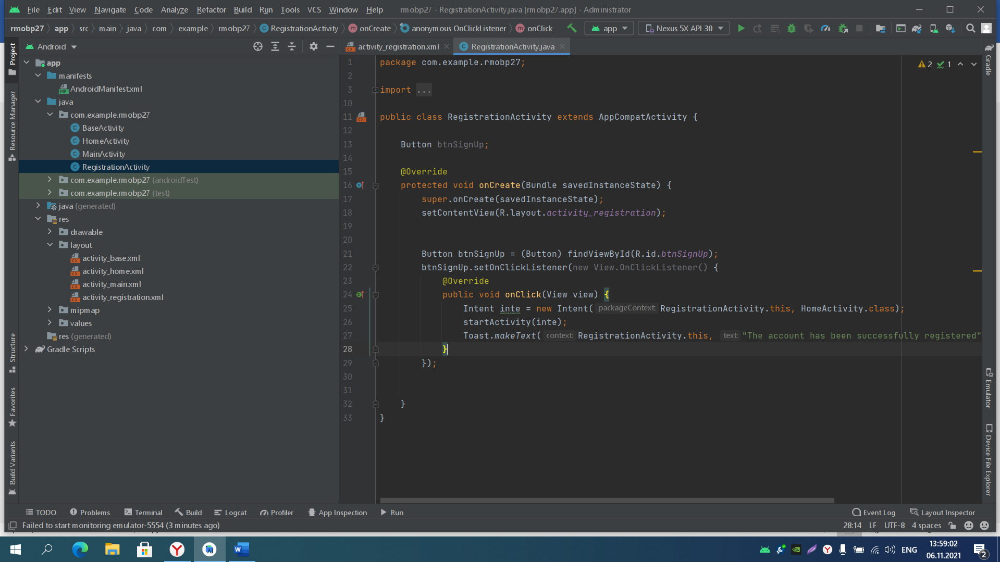 File Edit View Navigate Code Analyze Refactor Build Run Tools VCS Window Help rmobp27 - RegistrationActivity.java [rmobp27.app] - Administrator
rmobp27 app src main java com example rmobp27 RegistrationActivity onCreate anonymous OnClickListener onClick app Nexus 5X API 30
Project
Android
activity_registration.xml
RegistrationActivity.java
app
manifests
AndroidManifest.xml
java
com.example.rmobp27
BaseActivity
HomeActivity
MainActivity
RegistrationActivity
com.example.rmobp27 (androidTest)
com.example.rmobp27 (test)
java (generated)
res
drawable
layout
activity_base.xml
activity_home.xml
activity_main.xml
activity_registration.xml
mipmap
values
res (generated)
Gradle Scripts
Resource Manager
Structure
Favorites
Build Variants
1 package com.example.rmobp27;
2
3 import ...
10
11 public class RegistrationActivity extends AppCompatActivity {
12
13 Button btnSignUp;
14
15 @Override
16 protected void onCreate(Bundle savedInstanceState) {
17 super.onCreate(savedInstanceState);
18 setContentView(R.layout.activity_registration);
19
20
21 Button btnSignUp = (Button) findViewById(R.id.btnSignUp);
22 btnSignUp.setOnClickListener(new View.OnClickListener() {
23 @Override
24 public void onClick(View view) {
25 Intent inte = new Intent( packageContext: RegistrationActivity.this, HomeActivity.class);
26 startActivity(inte);
27 Toast.makeText( context: RegistrationActivity.this, text: "The account has been successfully registered"
28 }
29 });
30
31
32 }
33 }
2 1
Gradle
Emulator
Device File Explorer
TODO Problems Terminal Build Logcat Profiler App Inspection Run Event Log Layout Inspector
Failed to start monitoring emulator-5554 (3 minutes ago) 28:14 LF UTF-8 4 spaces
ENG
13:59:02
06.11.2021
2